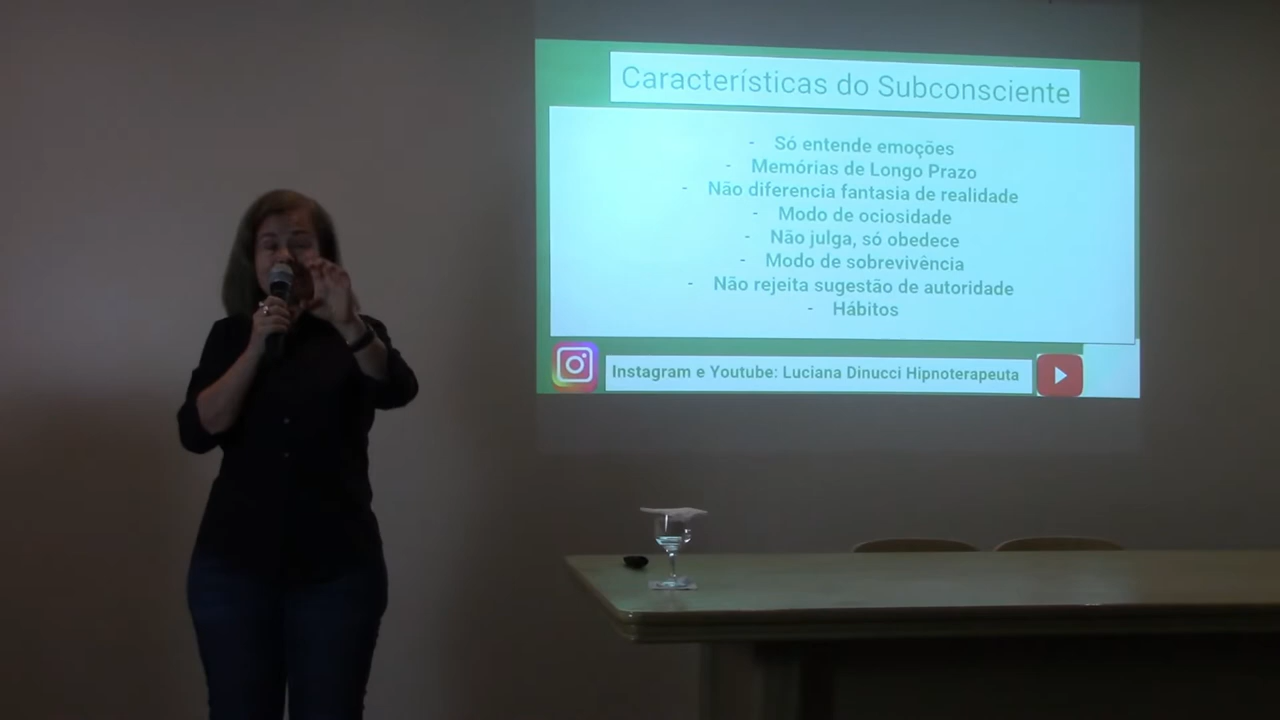 Características do Subconsciente
- Só entende emoções
- Memórias de Longo Prazo
- Não diferencia fantasia de realidade
- Modo de ociosidade
- Não julga, só obedece
- Modo de sobrevivência
- Não rejeita sugestão de autoridade
- Hábitos
Instagram e Youtube: Luciana Dinucci Hipnoterapeuta